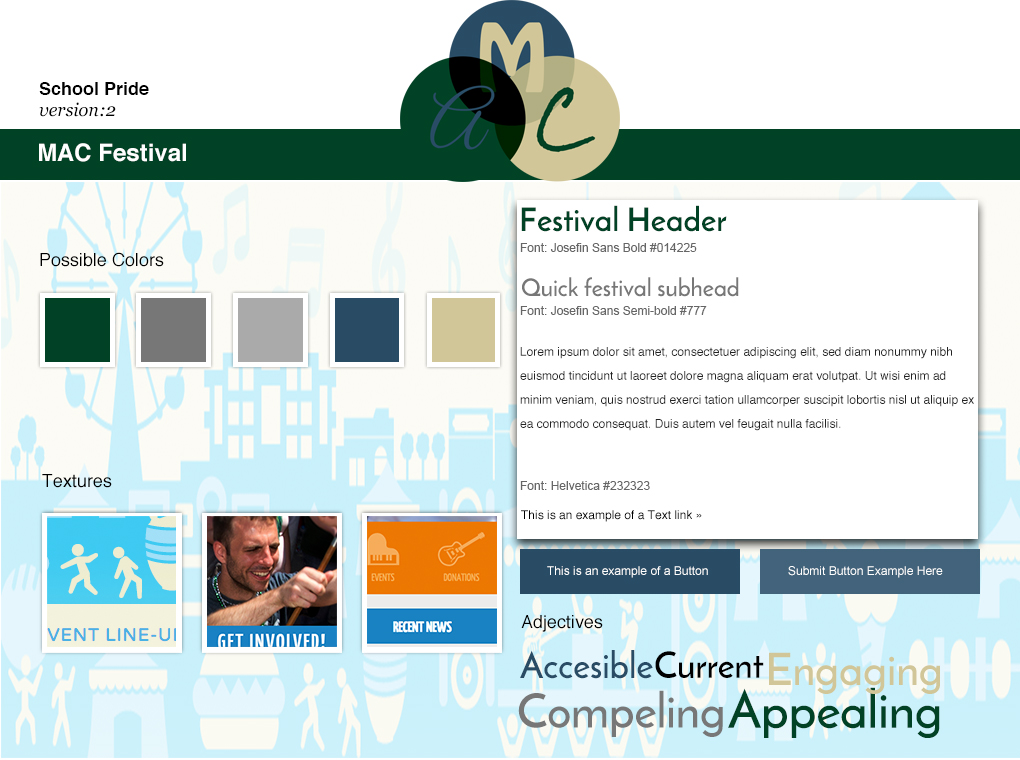 M
A
C
School Pride
version:2
MAC Festival
Possible Colors
Textures
VENT LINE-UI
GET INVOLVED!
EVENTS
DONATIONS
RECENT NEWS
Festival Header
Font: Josefin Sans Bold #014225
Quick festival subhead
Font: Josefin Sans Semi-bold #777
Lorem ipsum dolor sit amet, consectetuer adipiscing elit, sed diam nonummy nibh
euismod tincidunt ut laoreet dolore magna aliquam erat volutpat. Ut wisi enim ad
minim veniam, quis nostrud exerci tation ullamcorper suscipit lobortis nisl ut aliquip ex
ea commodo consequat. Duis autem vel feugait nulla facilisi.
Font: Helvetica #232323
This is an example of a Text link »
This is an example of a Button
Submit Button Example Here
Adjectives
Accesible Current Engaging
Compeling Appealing